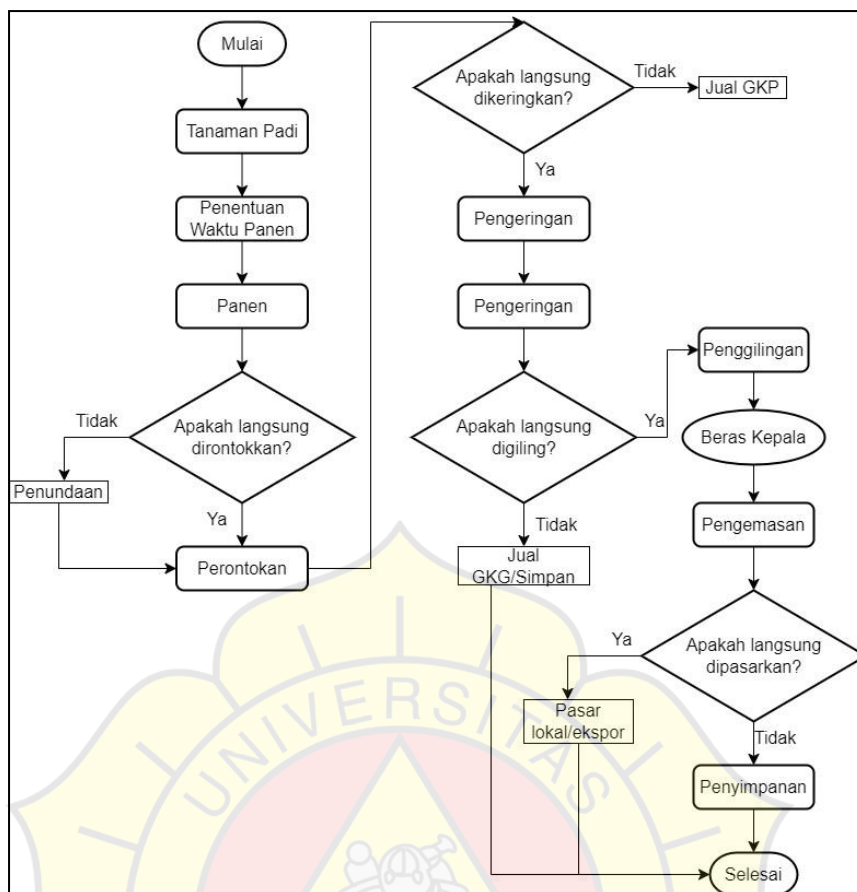 Mulai
Tanaman Padi
Penentuan
Waktu Panen
Panen
Apakah langsung
dirontokkan?
Tidak
Penundaan
Ya
Perontokan
Apakah langsung
dikeringkan?
Tidak
Jual GKP
Ya
Pengeringan
Pengeringan
Apakah langsung
digiling?
Ya
Tidak
Jual
GKG/Simpan
Penggilingan
Beras Kepala
Pengemasan
Apakah langsung
dipasarkan?
Ya
Pasar
lokal/ekspor
Tidak
Penyimpanan
Selesai
UNIVERSITAS